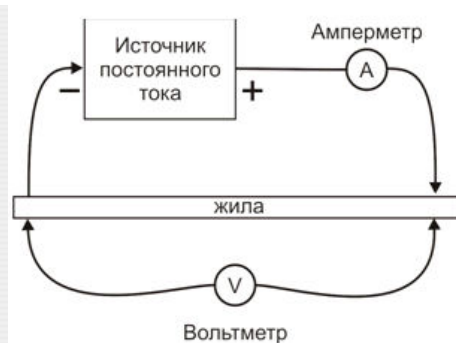 Источник
постоянного
тока
Амперметр
− +
А
жила
V
Вольтметр